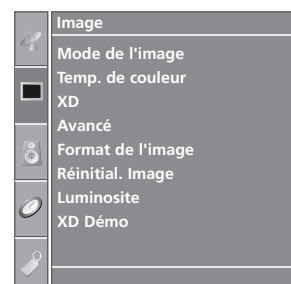 Image
Mode de l'image
Temp. de couleur
XD
Avancé
Format de l'image
Réinitial. Image
Luminosite
XD Démo